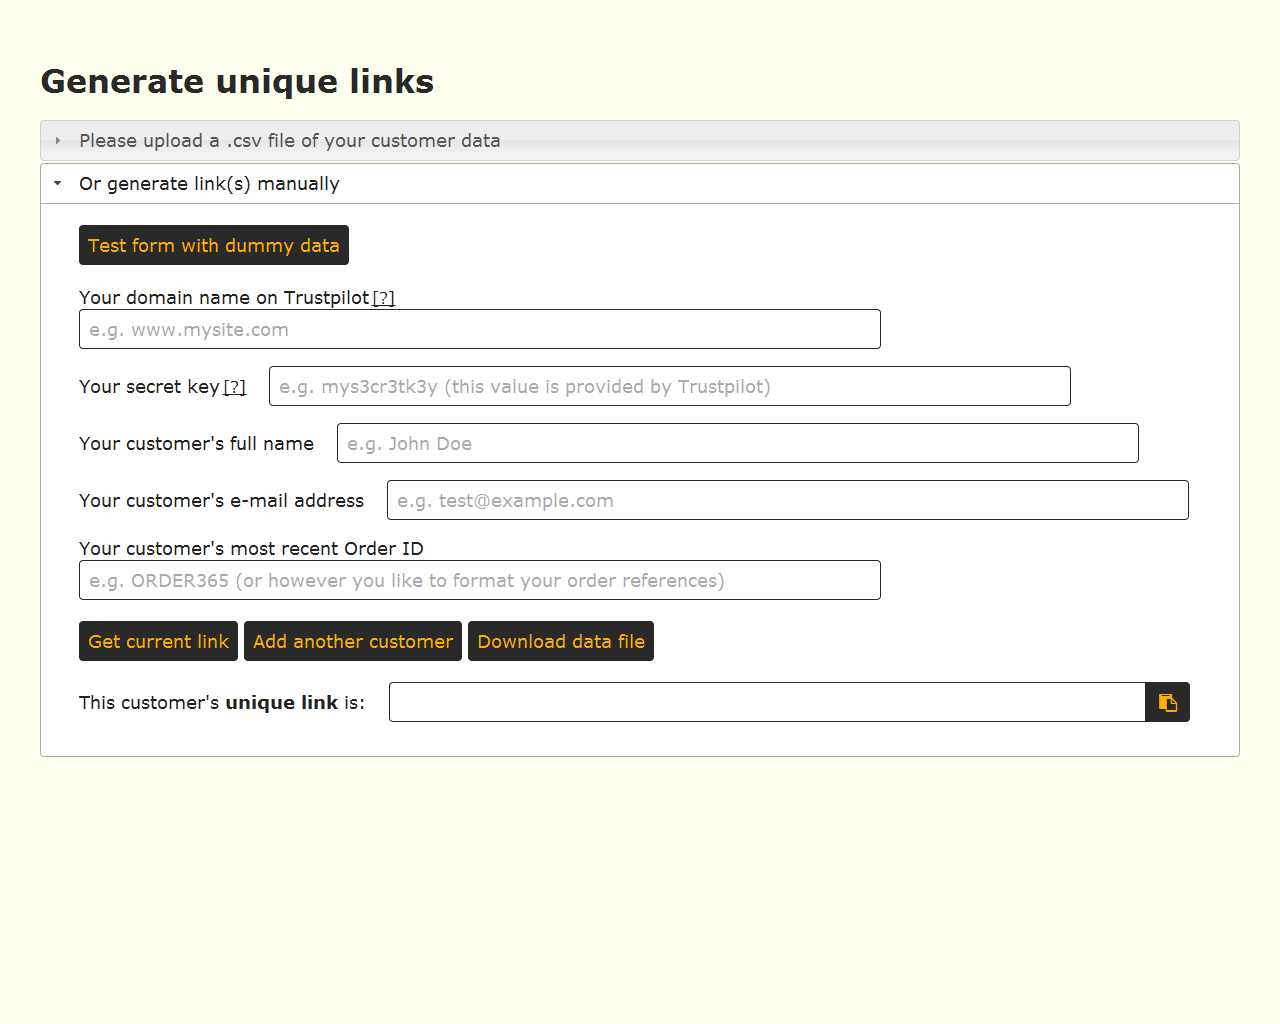 Generate unique links
Please upload a .csv file of your customer data
Or generate link(s) manually
Test form with dummy data
Your domain name on Trustpilot [?]
e.g. www.mysite.com
Your secret key [?] e.g. mys3cr3tk3y (this value is provided by Trustpilot)
Your customer's full name e.g. John Doe
Your customer's e-mail address e.g. test@example.com
Your customer's most recent Order ID
e.g. ORDER365 (or however you like to format your order references)
Get current link Add another customer Download data file
This customer's unique link is: